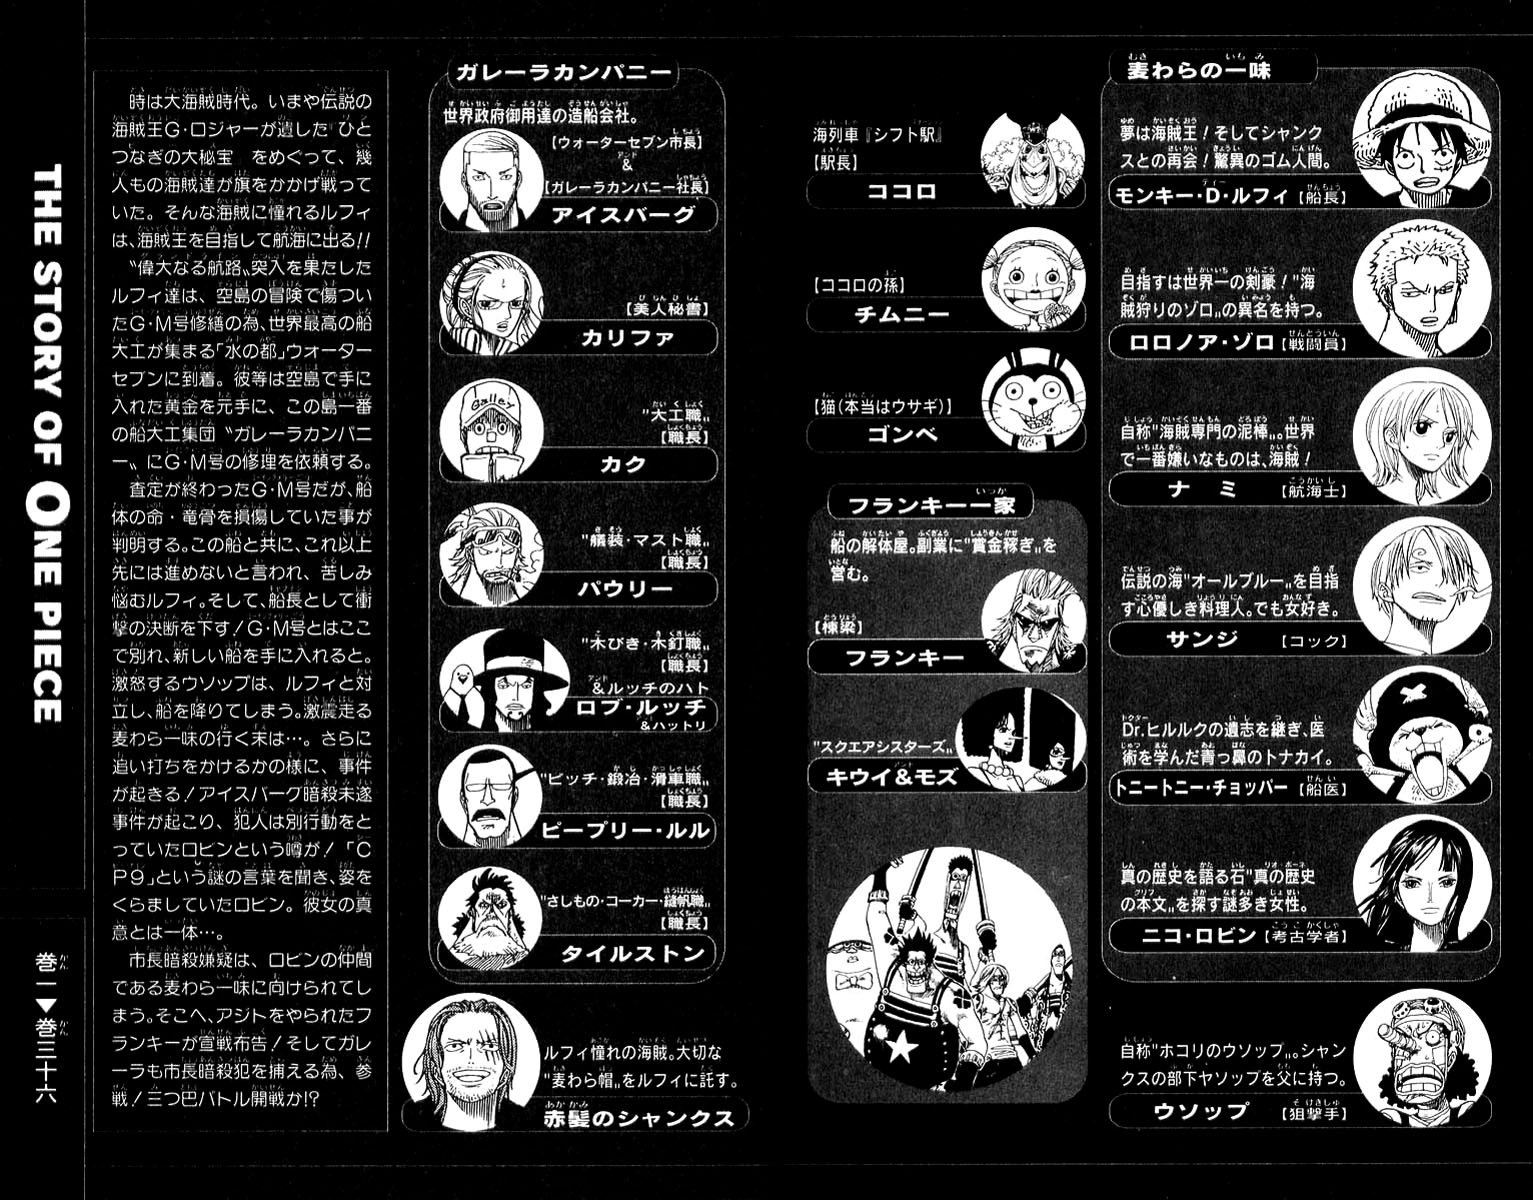 麦わらの一味
夢は海賊王！そしてシャンク
スとの再会！驚異のゴム人間。
モンキー・D・ルフィ【船長】
目指すは世界一の剣豪！"海
賊狩りのゾロ〟の異名を持つ。
ロロノア・ゾロ【戦闘員】
自称"海賊専門の泥棒〟。世界
で一番嫌いなものは、海賊！
ナミ【航海士】
伝説の海"オールブルー〟を目指
す心優しき料理人。でも女好き。
サンジ【コック】
Dr.ヒルルクの遺志を継ぎ、医
術を学んだ青っ鼻のトナカイ。
トニートニー・チョッパー【船医】
真の歴史を語る石"真の歴史
の本文〟を探す謎多き女性。
ニコ・ロビン【考古学者】
自称"ホコリのウソップ〟。シャン
クスの部下ヤソップを父に持つ。
ウソップ【狙撃手】
海列車『シフト駅』
【駅長】
ココロ
【ココロの孫】
チムニー
【猫(本当はウサギ)】
ゴンベ
フランキー一家
船の解体屋。副業に"賞金稼ぎ〟を
営む。
【棟梁】
フランキー
"スクエアシスターズ〟
キウイ&モズ
ガレーラカンパニー
世界政府御用達の造船会社。
【ウォーターセブン市長】
&
【ガレーラカンパニー社長】
アイスバーグ
【美人秘書】
カリファ
Galley
"大工職〟
【職長】
カク
"艤装・マスト職〟
【職長】
パウリー
"木びき・木釘職〟
【職長】
&ルッチのハト
ロブ・ルッチ
&ハットリ
"ピッチ・鍛冶・滑車職〟
【職長】
ピープリー・ルル
"さしもの・コーカー・縫帆職〟
【職長】
タイルストン
ルフィ憧れの海賊。大切な
"麦わら帽〟をルフィに託す。
赤髪のシャンクス
時は大海賊時代。いまや伝説の
海賊王G・ロジャーが遺した"ひと
つなぎの大秘宝〟をめぐって、幾
人もの海賊達が旗をかかげ戦って
いた。そんな海賊に憧れるルフィ
は、海賊王を目指して航海に出る!!
〝偉大なる航路〟突入を果たした
ルフィ達は、空島の冒険で傷つい
たG・M号修繕の為、世界最高の船
大工が集まる「水の都」ウォーター
セブンに到着。彼等は空島で手に
入れた黄金を元手に、この島一番
の船大工集団〝ガレーラカンパニ
ー〟にG・M号の修理を依頼する。
査定が終わったG・M号だが、船
体の命・竜骨を損傷していた事が
判明する。この船と共に、これ以上
先には進めないと言われ、苦しみ
悩むルフィ。そして、船長として衝
撃の決断を下す！G・M号とはここ
で別れ、新しい船を手に入れると。
激怒するウソップは、ルフィと対
立し、船を降りてしまう。激震走る
麦わら一味の行く末は…。さらに
追い打ちをかけるかの様に、事件
が起きる！アイスバーグ暗殺未遂
事件が起こり、犯人は別行動をと
っていたロビンという噂が！「C
P9」という謎の言葉を聞き、姿を
くらましていたロビン。彼女の真
意とは一体…。
市長暗殺嫌疑は、ロビンの仲間
である麦わら一味に向けられてし
まう。そこへ、アジトをやられたフ
ランキーが宣戦布告！そしてガレ
ーラも市長暗殺犯を捕える為、参
戦！三つ巴バトル開戦か!?
THE STORY OF ONE PIECE
巻一▶巻三十六